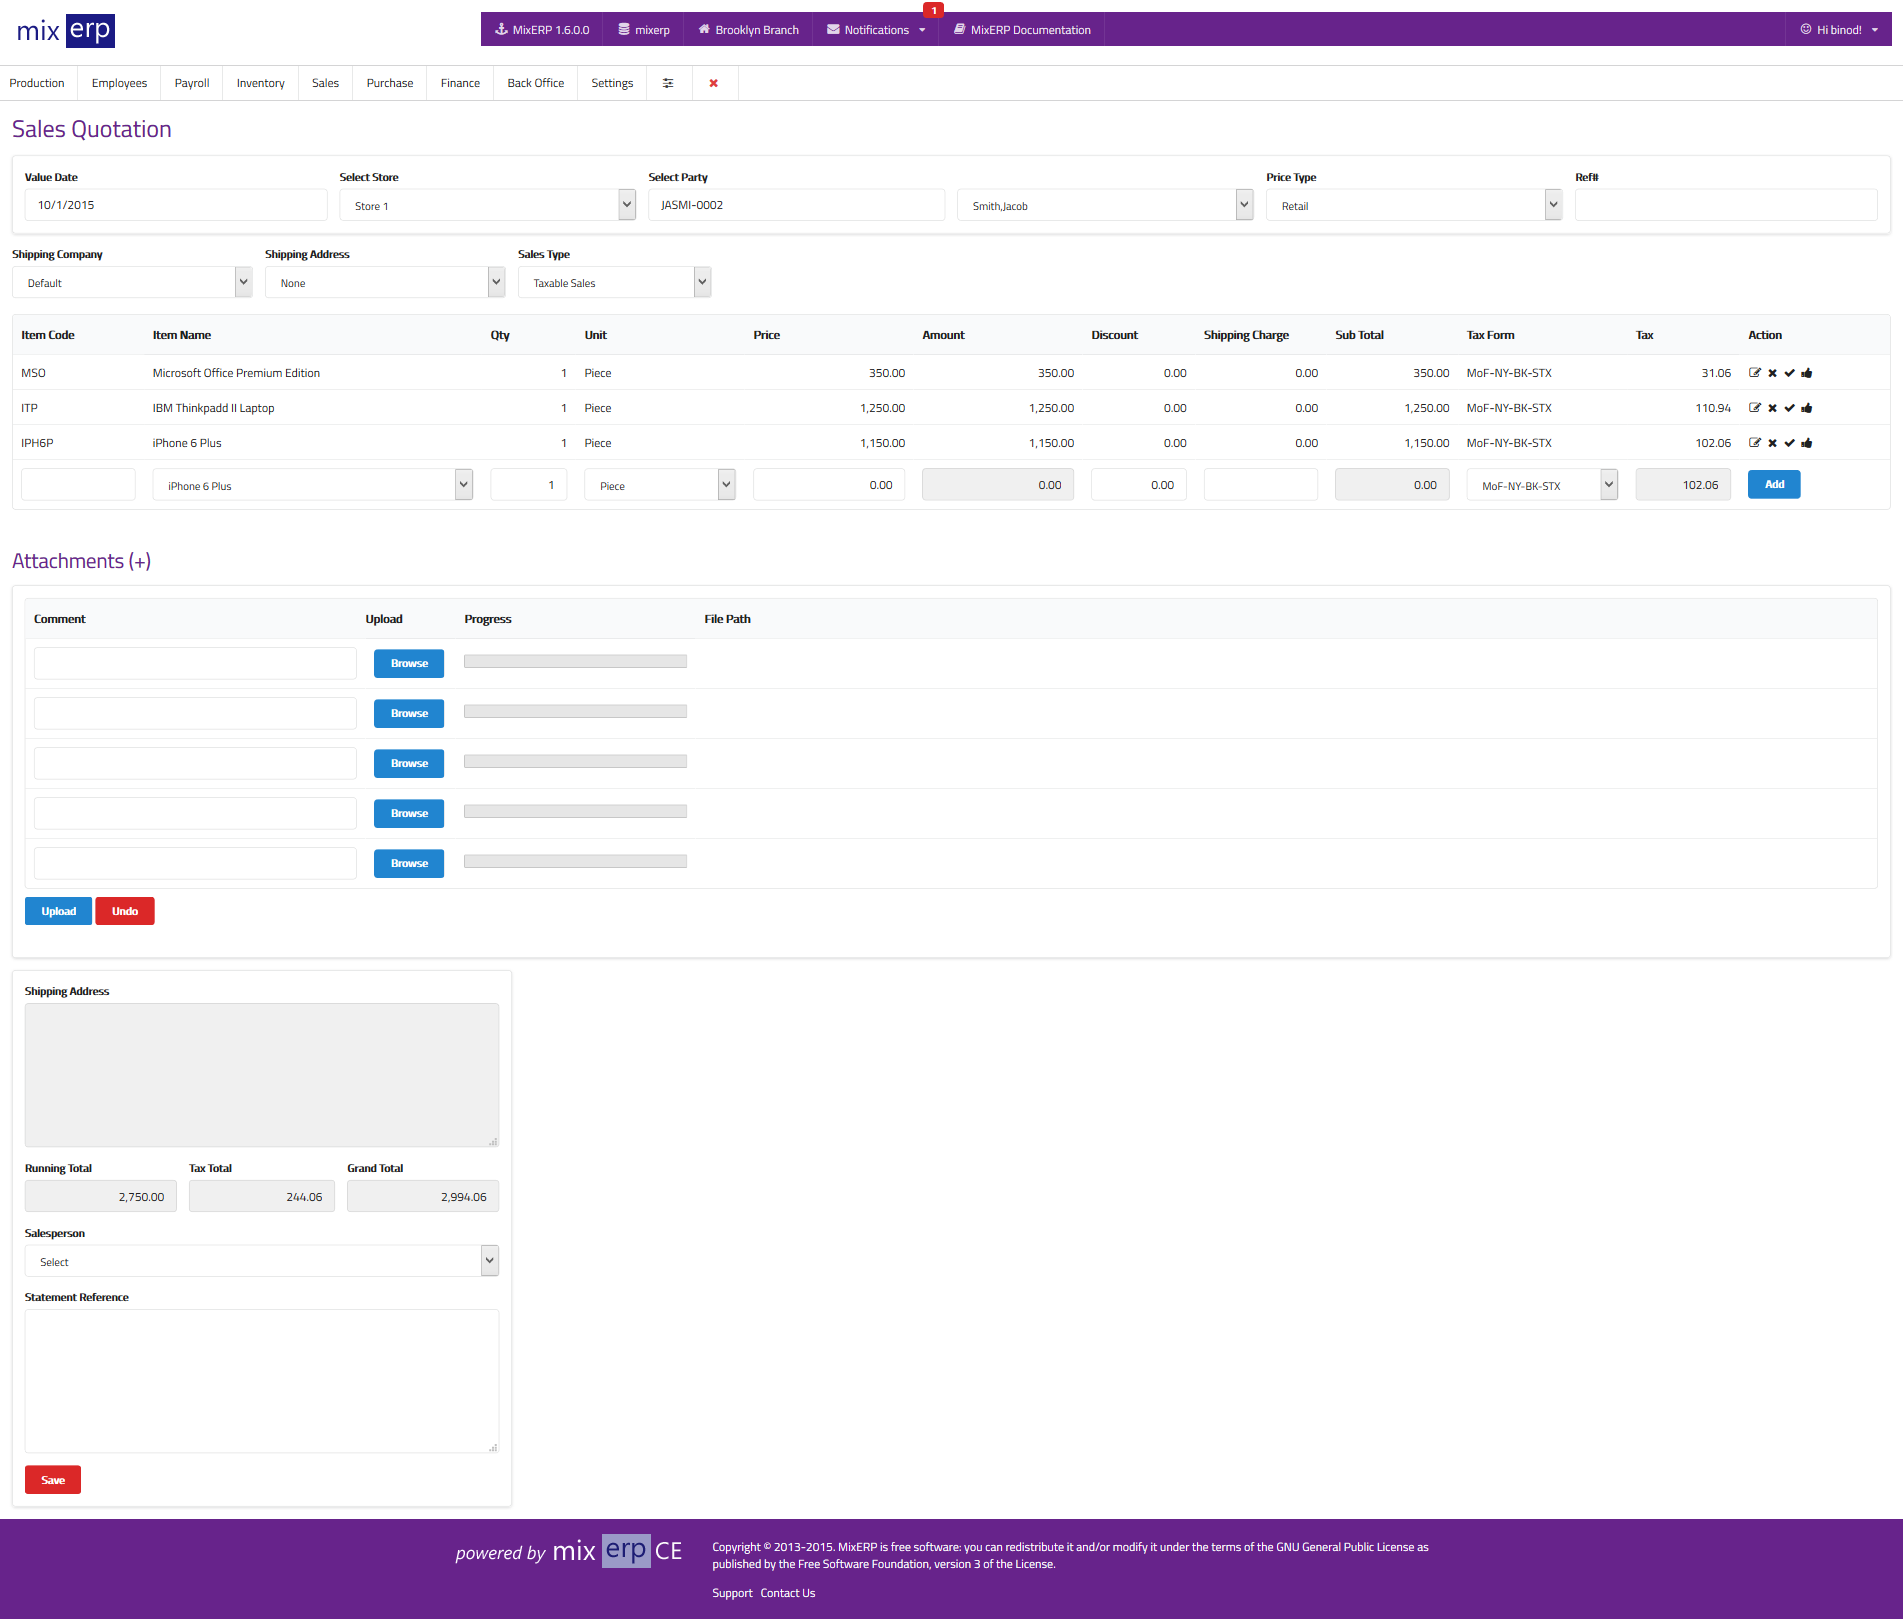 mix erp
MixERP 1.6.0.0 mixerp Brooklyn Branch Notifications 1 MixERP Documentation Hi binod!
Production Employees Payroll Inventory Sales Purchase Finance Back Office Settings
Sales Quotation
Value Date Select Store Select Party Price Type Ref#
10/1/2015 Store 1 JASMI-0002 Smith,Jacob Retail
Shipping Company Shipping Address Sales Type
Default None Taxable Sales
Item Code Item Name Qty Unit Price Amount Discount Shipping Charge Sub Total Tax Form Tax Action
MSO Microsoft Office Premium Edition 1 Piece 350.00 350.00 0.00 0.00 350.00 MoF-NY-BK-STX 31.06
ITP IBM Thinkpadd II Laptop 1 Piece 1,250.00 1,250.00 0.00 0.00 1,250.00 MoF-NY-BK-STX 110.94
IPH6P iPhone 6 Plus 1 Piece 1,150.00 1,150.00 0.00 0.00 1,150.00 MoF-NY-BK-STX 102.06
iPhone 6 Plus 1 Piece 0.00 0.00 0.00 0.00 MoF-NY-BK-STX 102.06 Add
Attachments (+)
Comment Upload Progress File Path
Browse
Browse
Browse
Browse
Browse
Upload Undo
Shipping Address
Running Total Tax Total Grand Total
2,750.00 244.06 2,994.06
Salesperson
Select
Statement Reference
Save
powered by mix erp CE
Copyright © 2013-2015. MixERP is free software: you can redistribute it and/or modify it under the terms of the GNU General Public License as
published by the Free Software Foundation, version 3 of the License.
Support Contact Us